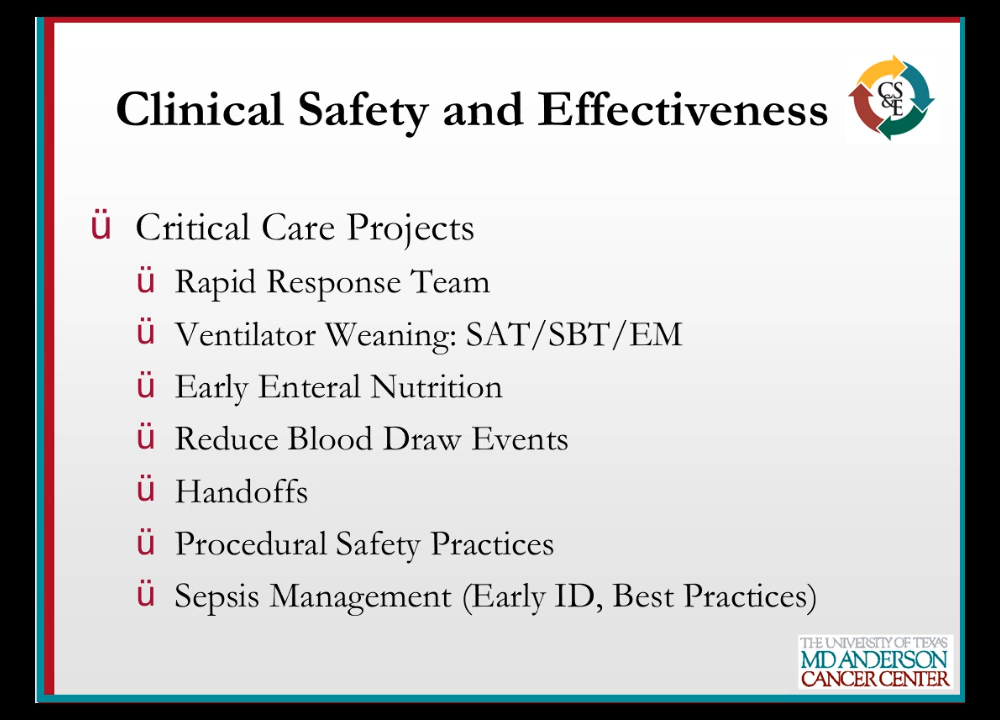 Clinical Safety and Effectiveness
CS
&E
ü Critical Care Projects
ü Rapid Response Team
ü Ventilator Weaning: SAT/SBT/EM
ü Early Enteral Nutrition
ü Reduce Blood Draw Events
ü Handoffs
ü Procedural Safety Practices
ü Sepsis Management (Early ID, Best Practices)
THE UNIVERSITY OF TEXAS
MD ANDERSON
CANCER CENTER